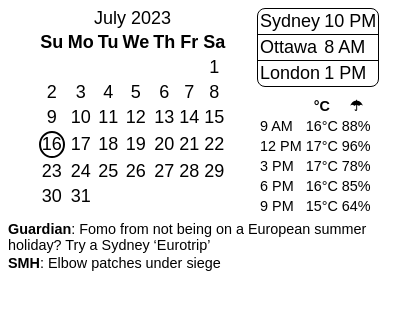 July 2023
Su Mo Tu We Th Fr Sa
1
2 3 4 5 6 7 8
9 10 11 12 13 14 15
16 17 18 19 20 21 22
23 24 25 26 27 28 29
30 31
Sydney 10 PM
Ottawa 8 AM
London 1 PM
°C ☂
9 AM 16°C 88%
12 PM 17°C 96%
3 PM 17°C 78%
6 PM 16°C 85%
9 PM 15°C 64%
Guardian: Fomo from not being on a European summer
holiday? Try a Sydney ‘Eurotrip’
SMH: Elbow patches under siege